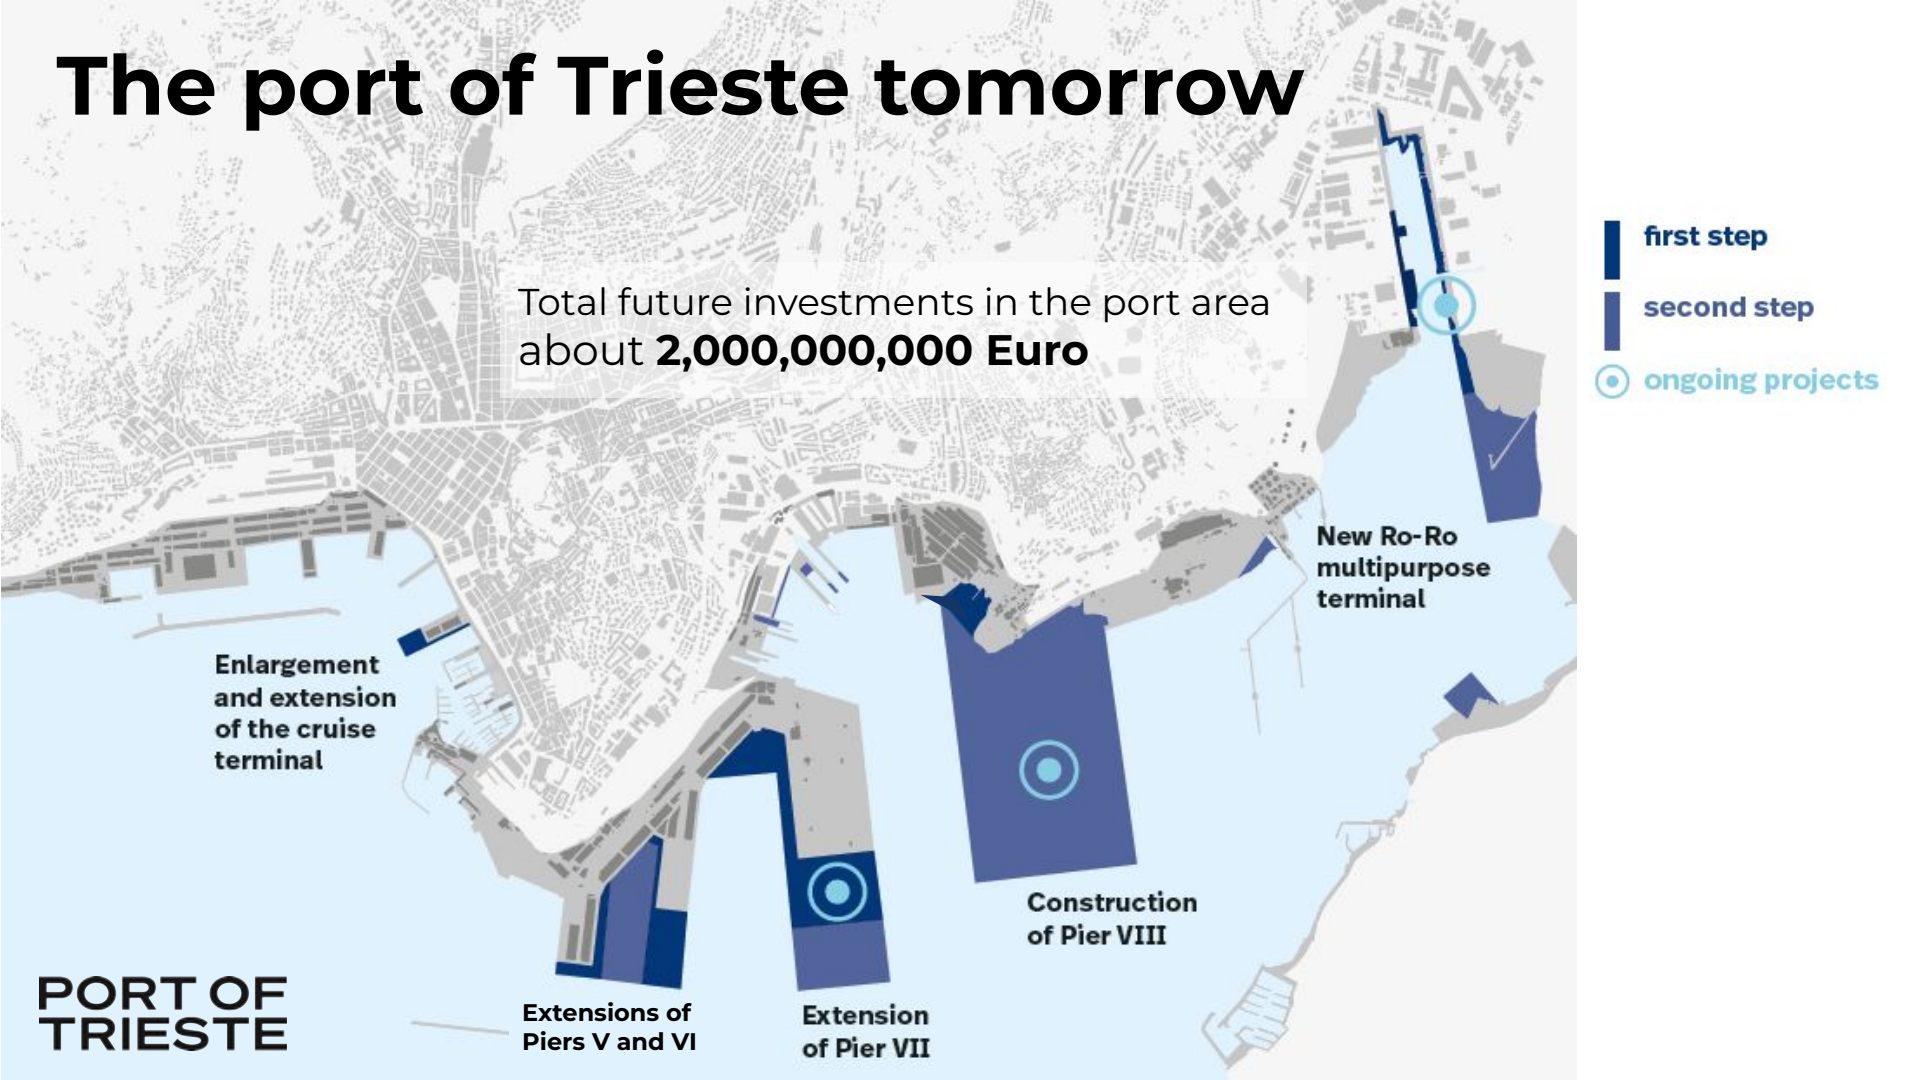 The port of Trieste tomorrow
Total future investments in the port area
about 2,000,000,000 Euro
first step
second step
ongoing projects
New Ro-Ro
multipurpose
terminal
Enlargement
and extension
of the cruise
terminal
Construction
of Pier VIII
Extensions of
Piers V and VI
Extension
of Pier VII
PORT OF
TRIESTE